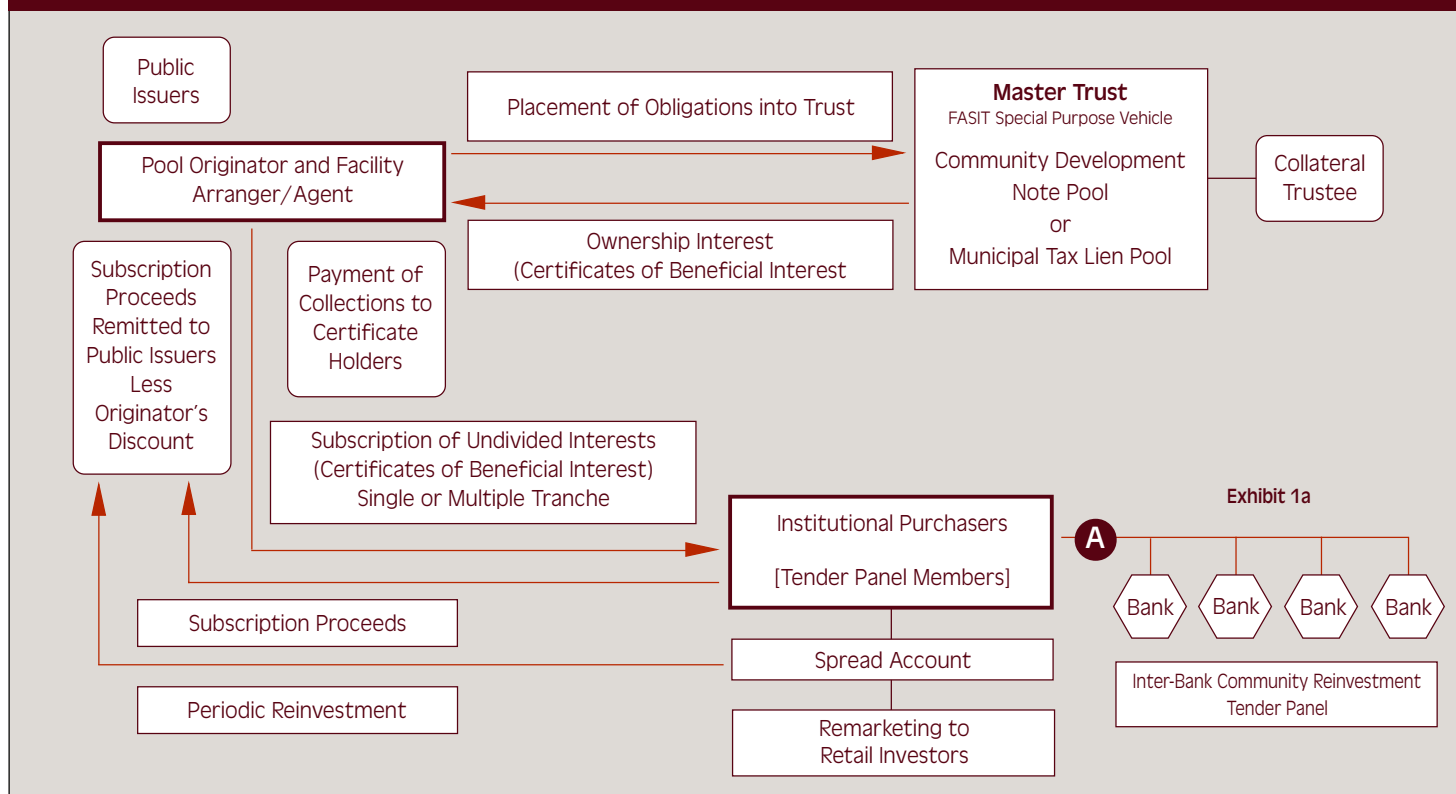 Public
Issuers
Placement of Obligations into Trust
Master Trust
FASIT Special Purpose Vehicle
Community Development
Note Pool
or
Municipal Tax Lien Pool
Collateral
Trustee
Pool Originator and Facility
Arranger/Agent
Ownership Interest
(Certificates of Beneficial Interest
Subscription
Proceeds
Remitted to
Public Issuers
Less
Originator's
Discount
Payment of
Collections to
Certificate
Holders
Subscription of Undivided Interests
(Certificates of Beneficial Interest)
Single or Multiple Tranche
Institutional Purchasers
[Tender Panel Members]
A
Exhibit 1a
Bank
Bank
Bank
Bank
Inter-Bank Community Reinvestment
Tender Panel
Subscription Proceeds
Spread Account
Periodic Reinvestment
Remarketing to
Retail Investors